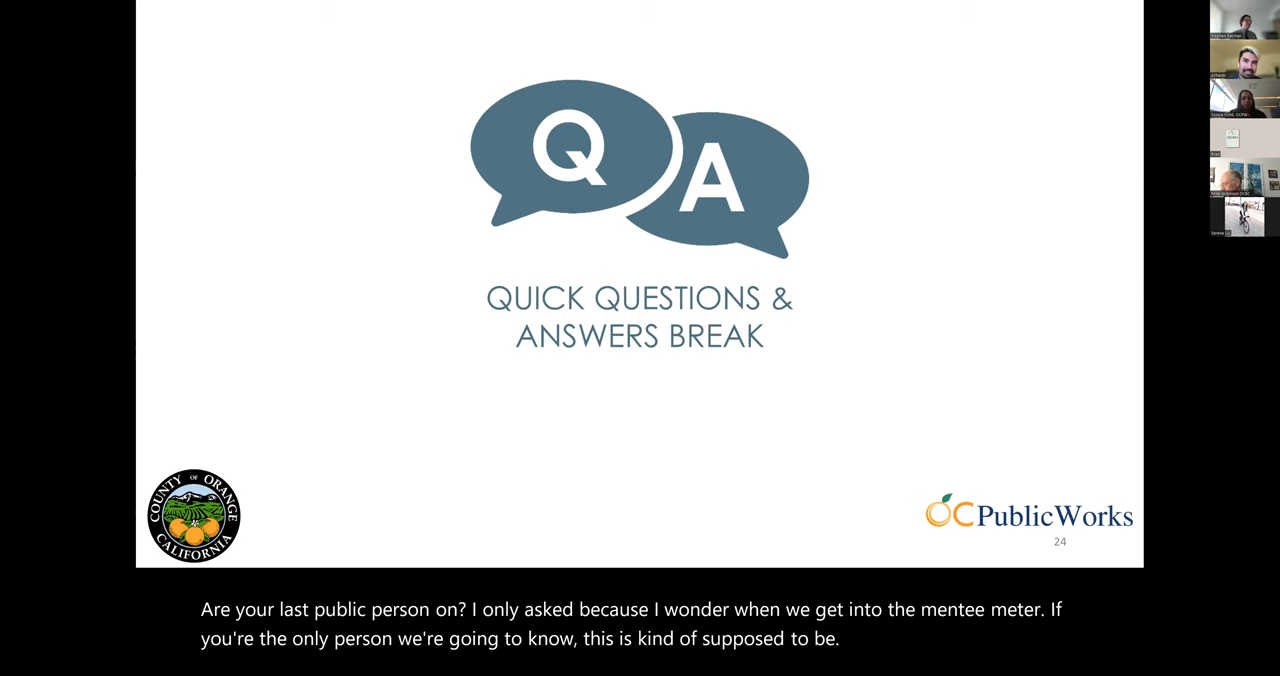 Q
A
QUICK QUESTIONS &
ANSWERS BREAK
COUNTY OF ORANGE
CALIFORNIA
OC PublicWorks
24
Are your last public person on? I only asked because I wonder when we get into the mentee meter. If
you're the only person we're going to know, this is kind of supposed to be.